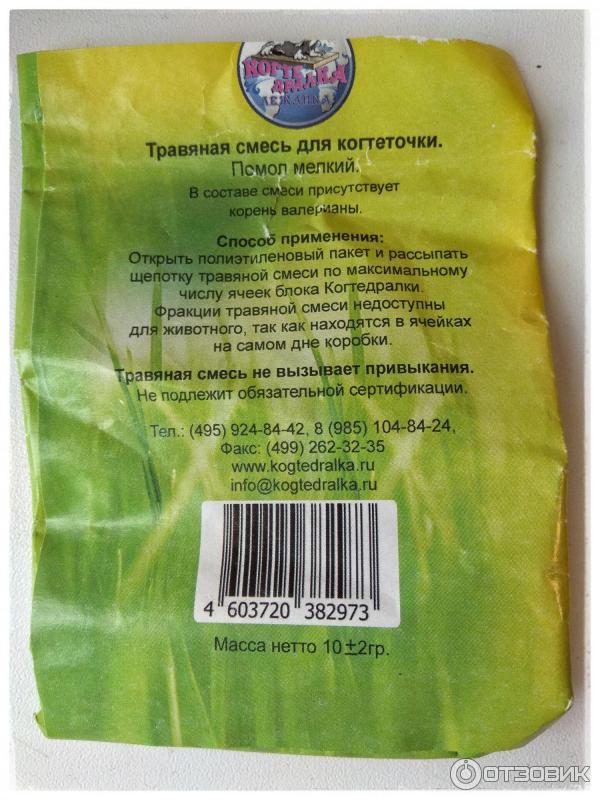 КОГТЕ
ДРАЛКА
ЛЕЖАНКА
Травяная смесь для когтеточки.
Помол мелкий.
В составе смеси присутствует
корень валерианы.
Способ применения:
Открыть полиэтиленовый пакет и рассыпать
щепотку травяной смеси по максимальному
числу ячеек блока Когтедралки.
Фракции травяной смеси недоступны
для животного, так как находятся в ячейках
на самом дне коробки.
Травяная смесь не вызывает привыкания.
Не подлежит обязательной сертификации.
Тел.: (495) 924-84-42, 8 (985) 104-84-24,
Факс: (499) 262-32-35
www.kogtedralka.ru
info@kogtedralka.ru
4 603720 382973
Масса нетто 10±2гр.
ОТЗОВИК